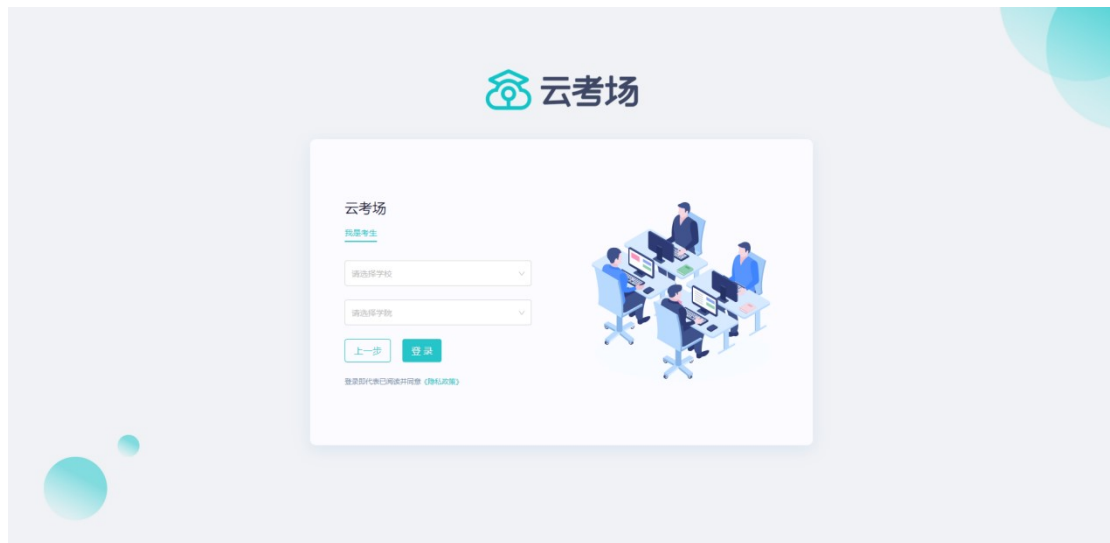 云考场
云考场
我是考生
请选择学校
请选择学院
上一步 登录
登录即代表已阅读并同意《隐私政策》